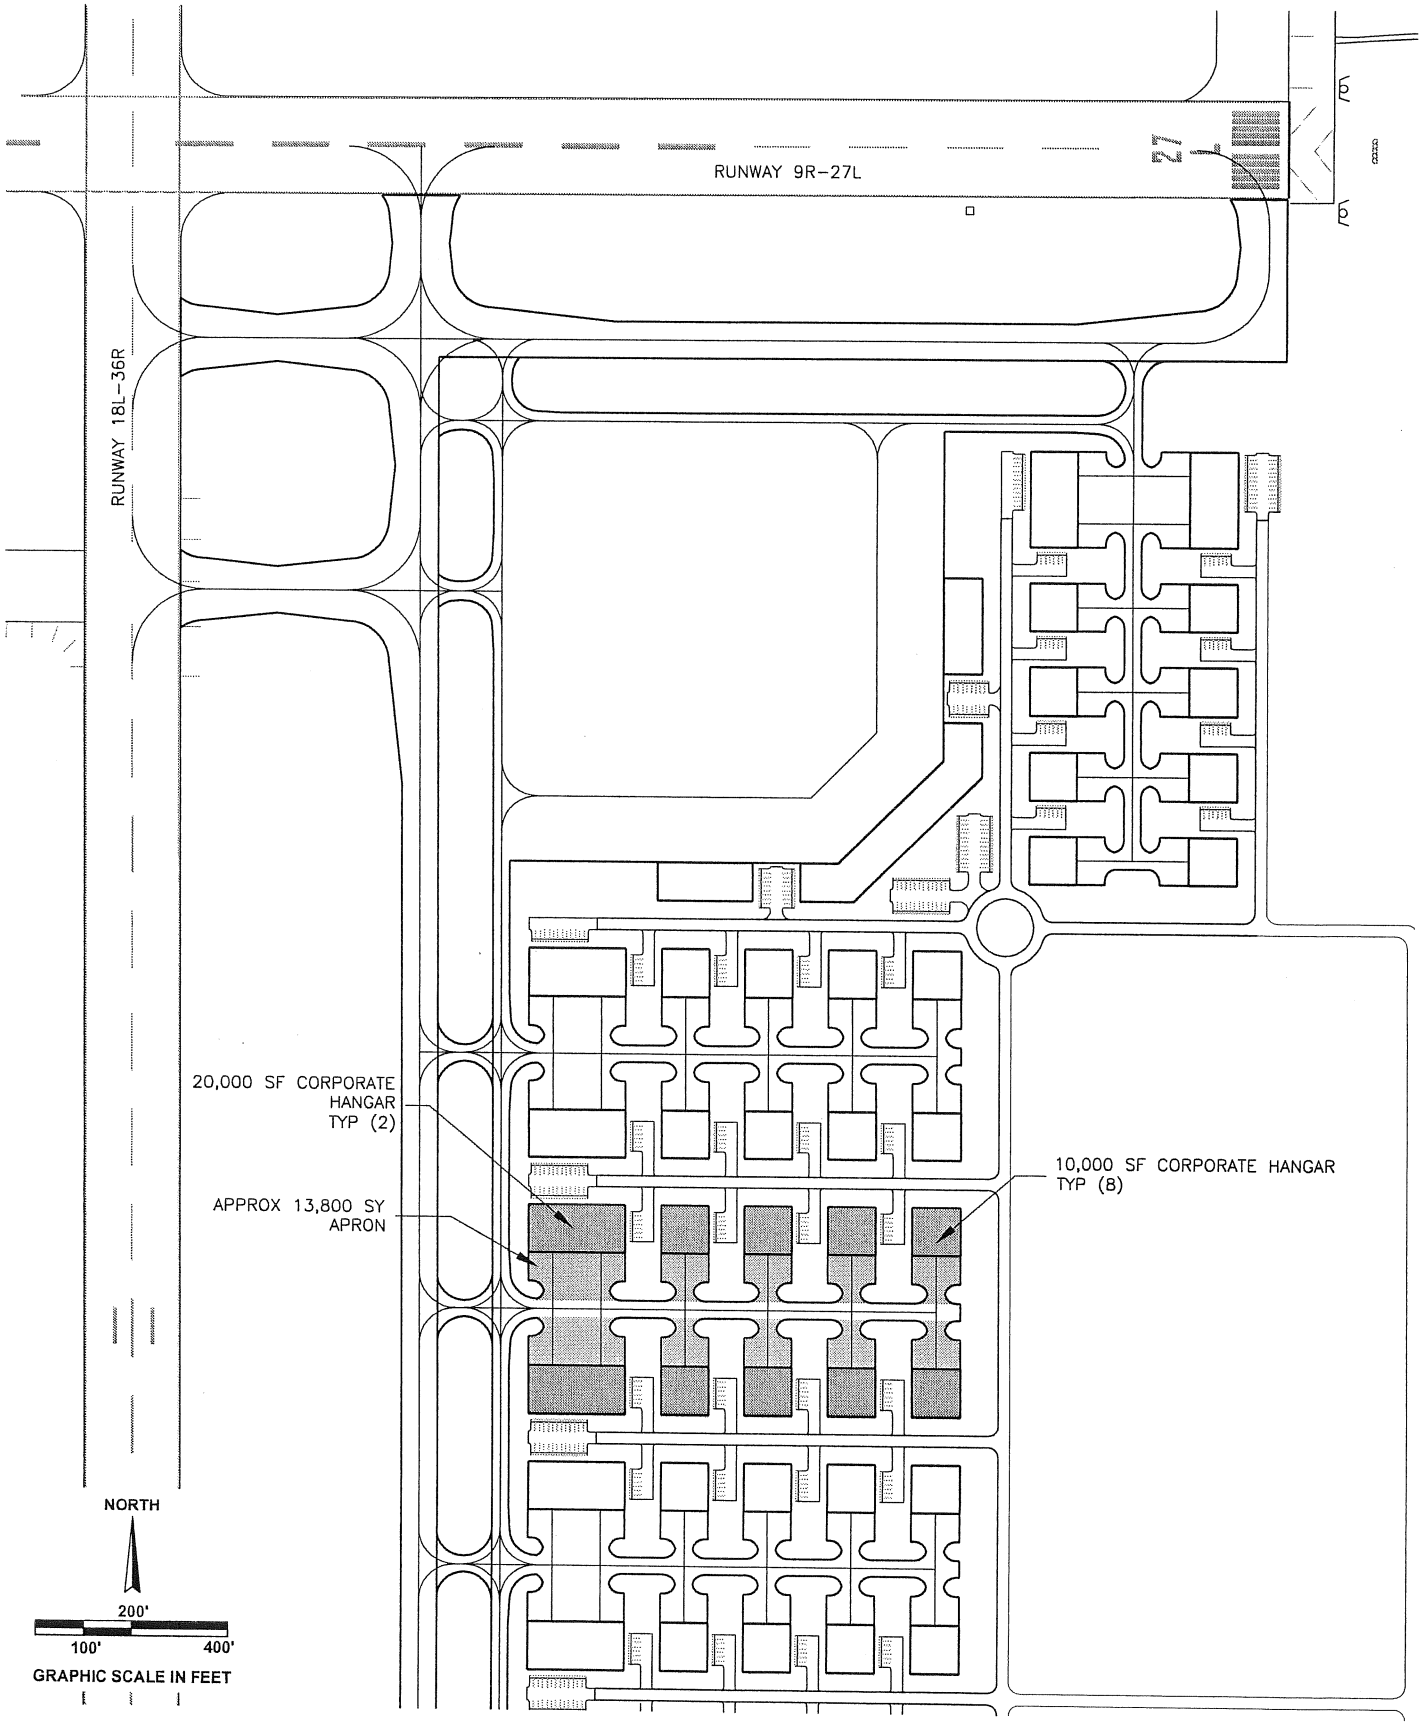 27
RUNWAY 9R-27L
RUNWAY 18L-36R
20,000 SF CORPORATE
HANGAR
TYP (2)
APPROX 13,800 SY
APRON
10,000 SF CORPORATE HANGAR
TYP (8)
NORTH
200'
100'
400'
GRAPHIC SCALE IN FEET